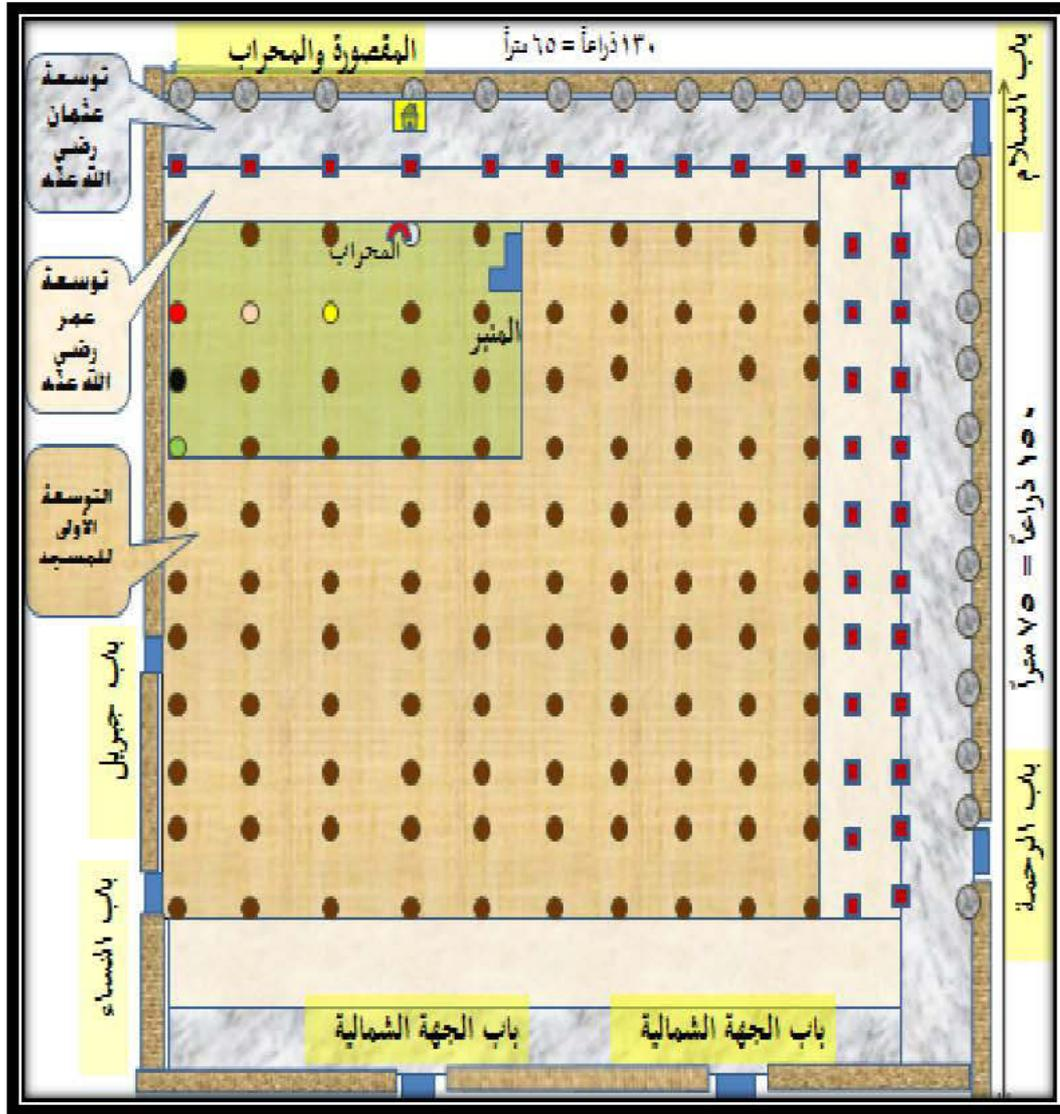 المقصورة والمحراب
١٣٠ ذراعاً = ٦٥ متراً
باب السلام
توسعة
عثمان
رضي
الله عنه
توسعة
عمر
رضي
الله عنه
التوسعة
الأولى
للمسجد
المحراب
المنبر
١٥٠ ذراعاً = ٧٥ متراً
باب جبريل
باب الرحمة
باب النساء
باب الجهة الشمالية
باب الجهة الشمالية